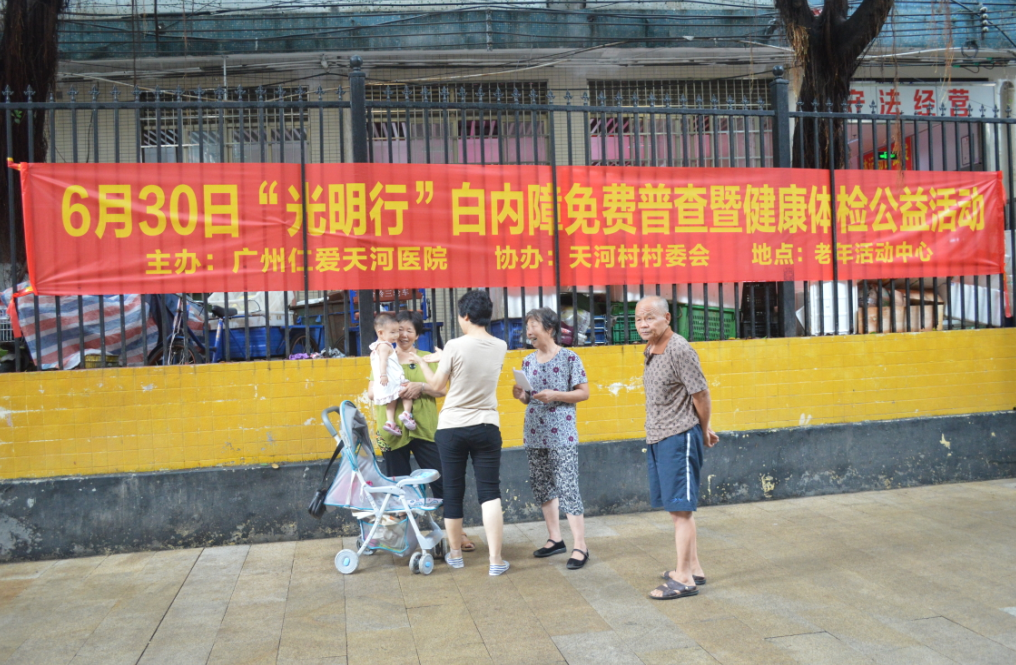 守法经营
6月30日“光明行”白内障免费普查暨健康体检公益活动
主办：广州仁爱天河医院 协办：天河村村委会 地点：老年活动中心